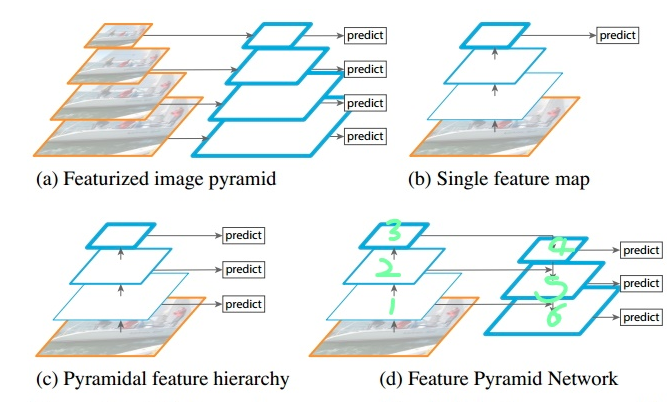 predict
predict
predict
predict
predict
(a) Featurized image pyramid
(b) Single feature map
predict
predict
predict
3
2
1
4
5
6
predict
predict
predict
(c) Pyramidal feature hierarchy
(d) Feature Pyramid Network